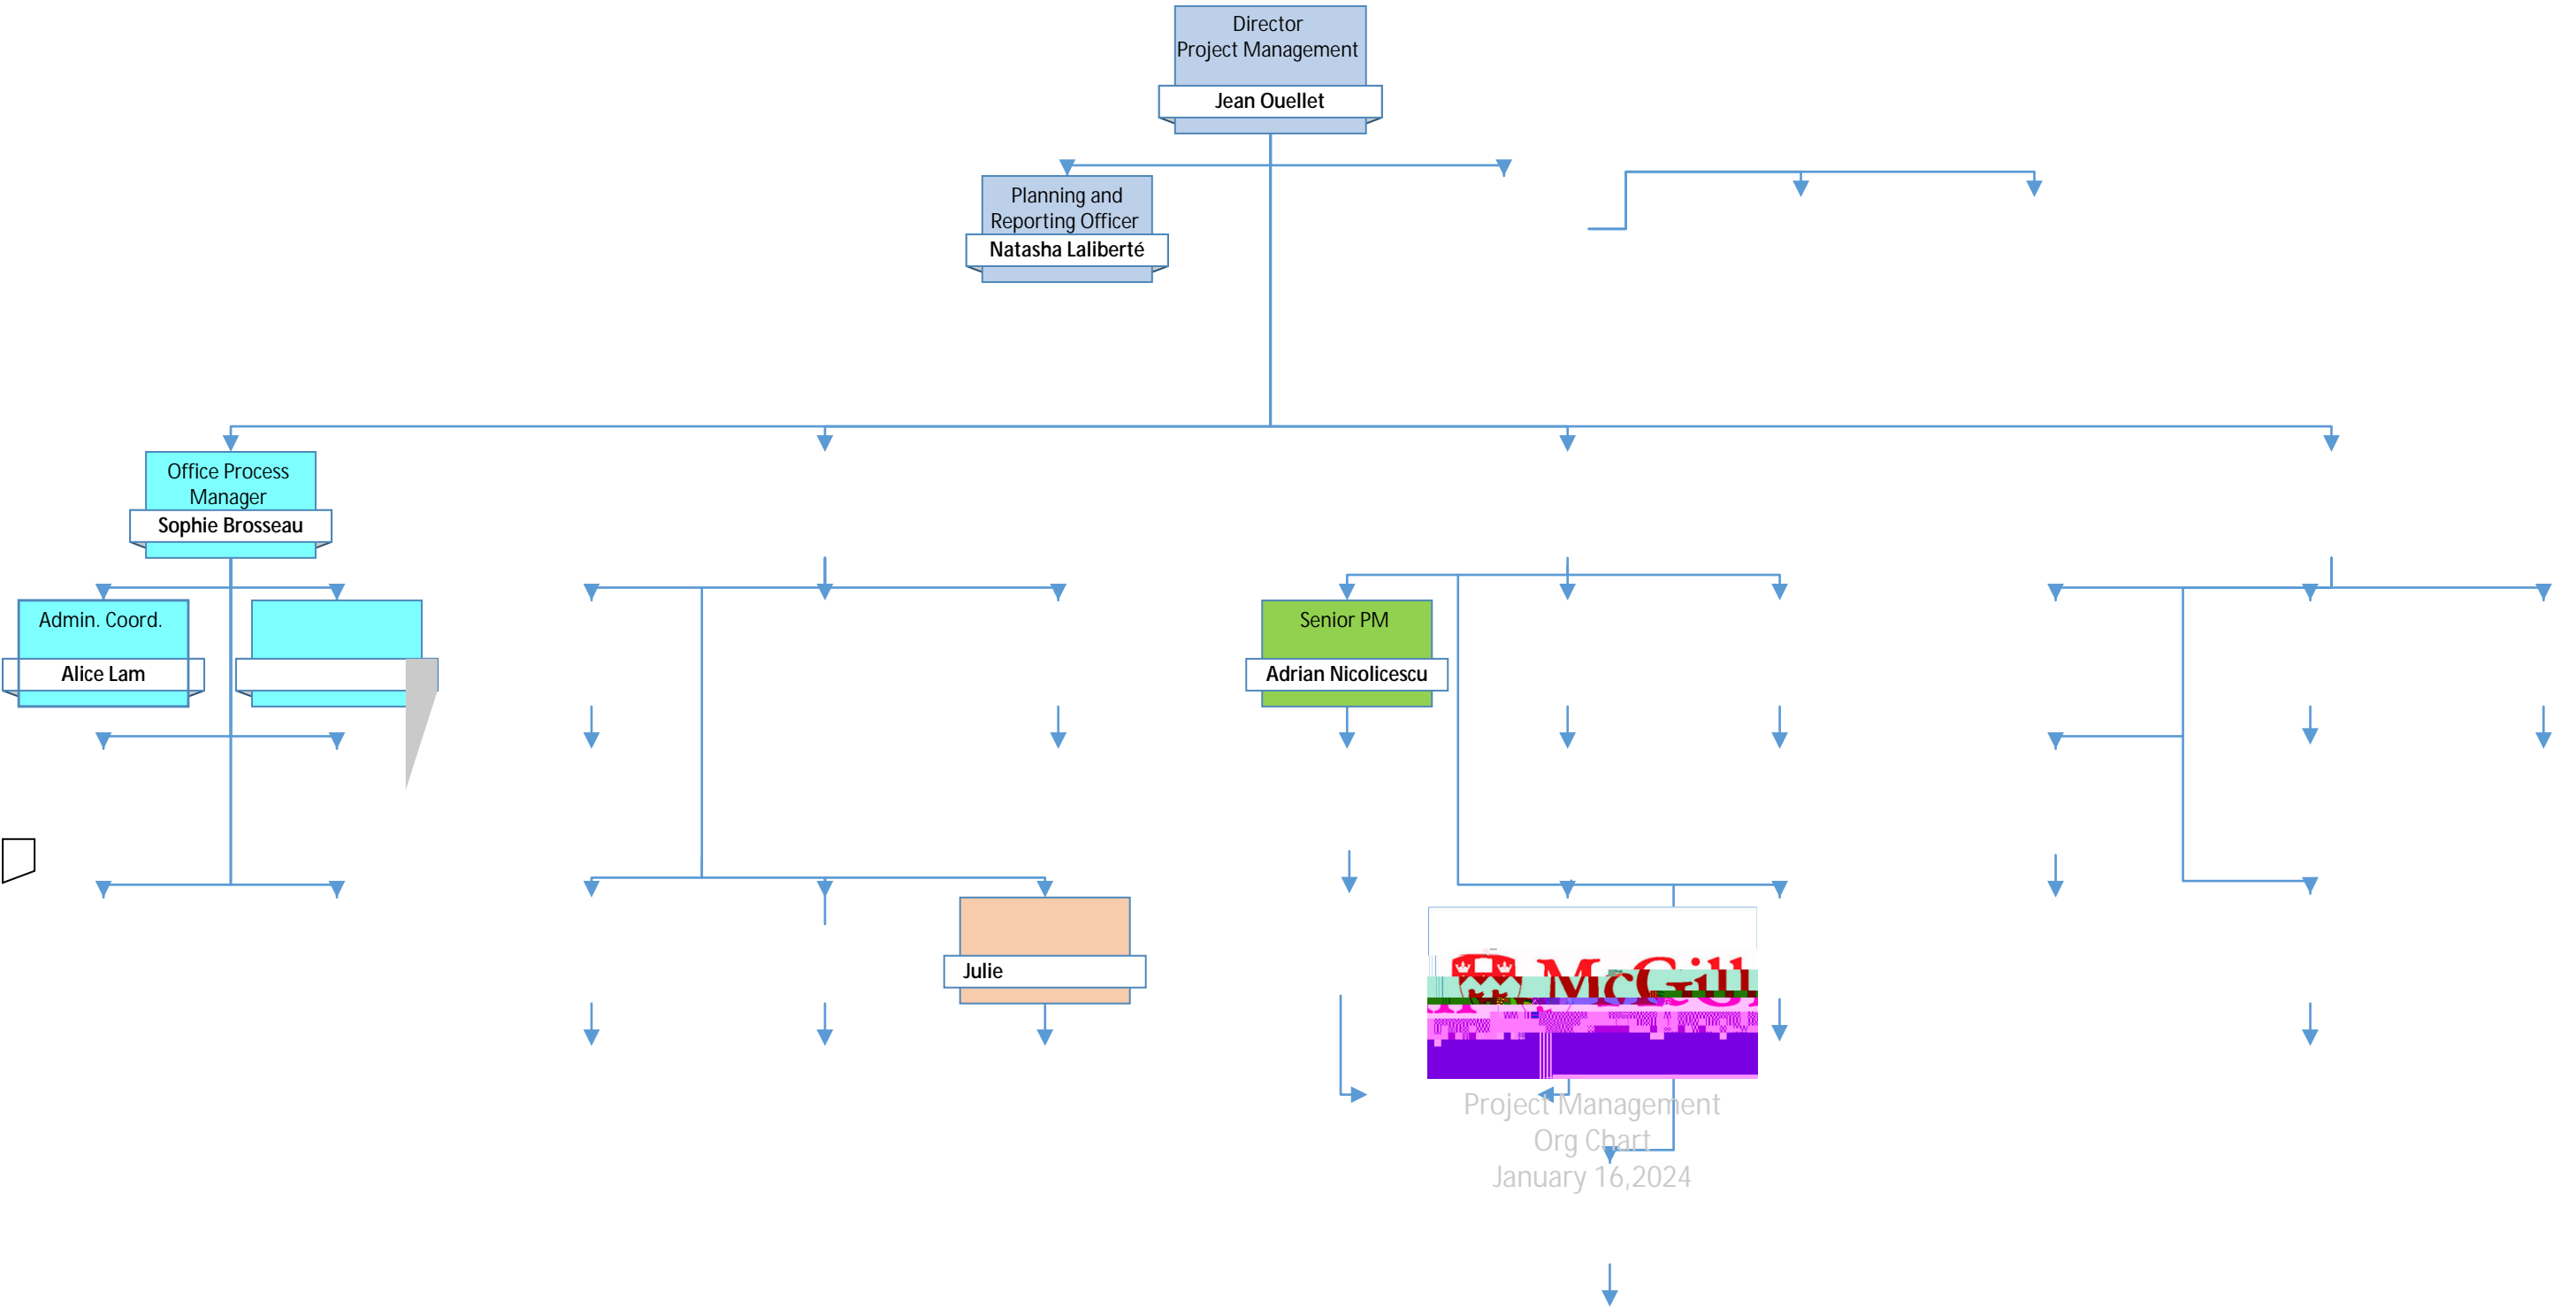 Director
Project Management
Jean Ouellet
Planning and
Reporting Officer
Natasha Laliberté
Office Process
Manager
Sophie Brosseau
Admin. Coord.
Alice Lam
Senior PM
Adrian Nicolicescu
Julie
McGill
Project Management
Org Chart
January 16,2024